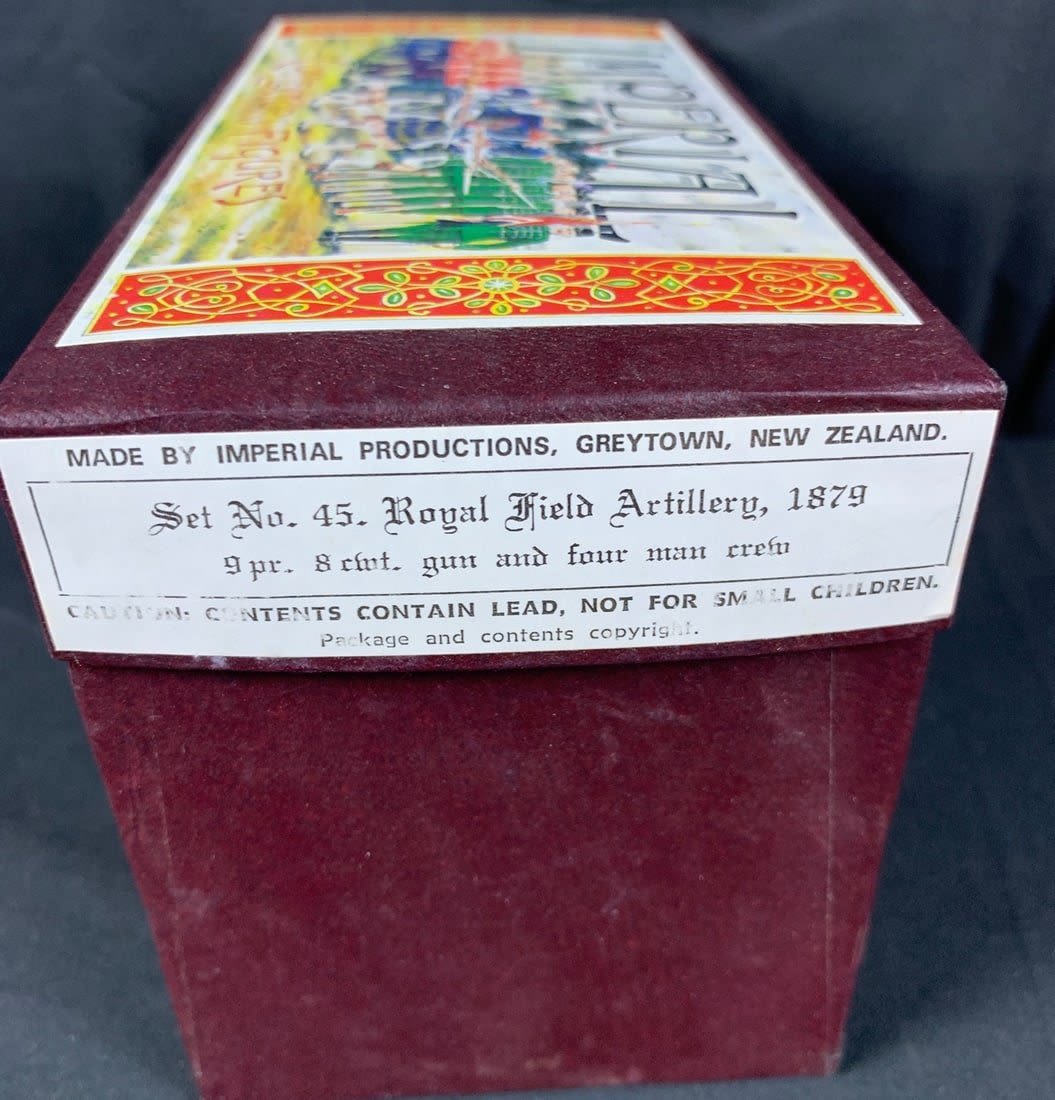 IMPERIAL
FIGURES
MADE BY IMPERIAL PRODUCTIONS, GREYTOWN, NEW ZEALAND.
Set No. 45. Royal Field Artillery, 1879
9 pr. 8 cwt. gun and four man crew
CAUTION: CONTENTS CONTAIN LEAD, NOT FOR SMALL CHILDREN.
Package and contents copyright.